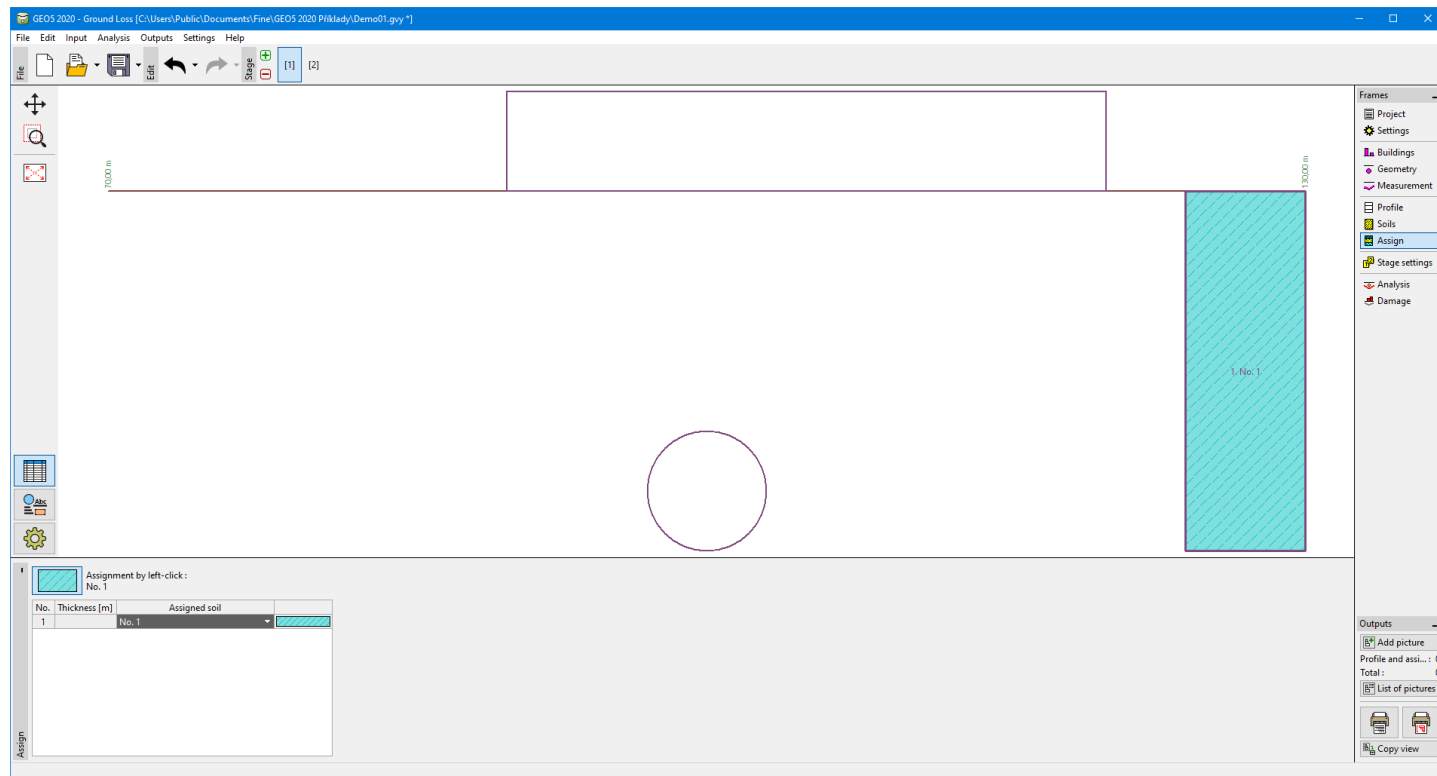 GEO5 2020 - Ground Loss [C:\Users\Public\Documents\Fine\GEO5 2020 Příklady\Demo01.gvy *]
File Edit Input Analysis Outputs Settings Help
File
Edit
Stage
[1]
[2]
70,00 m
130,00 m
1 No. 1
Abc
Frames
Project
Settings
Buildings
Geometry
Measurement
Profile
Soils
Assign
Stage settings
Analysis
Damage
Assign
Assignment by left-click :
No. 1
No. Thickness [m] Assigned soil
1 No. 1
Outputs
Add picture
Profile and assi... :
Total :
List of pictures
Copy view